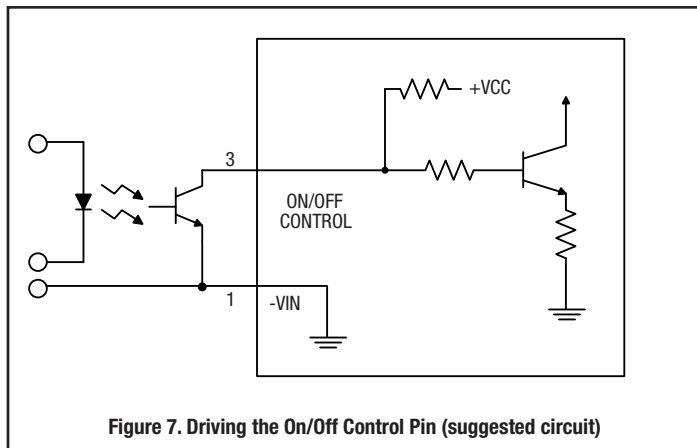 +VCC
3
ON/OFF
CONTROL
1
-VIN
Figure 7. Driving the On/Off Control Pin (suggested circuit)